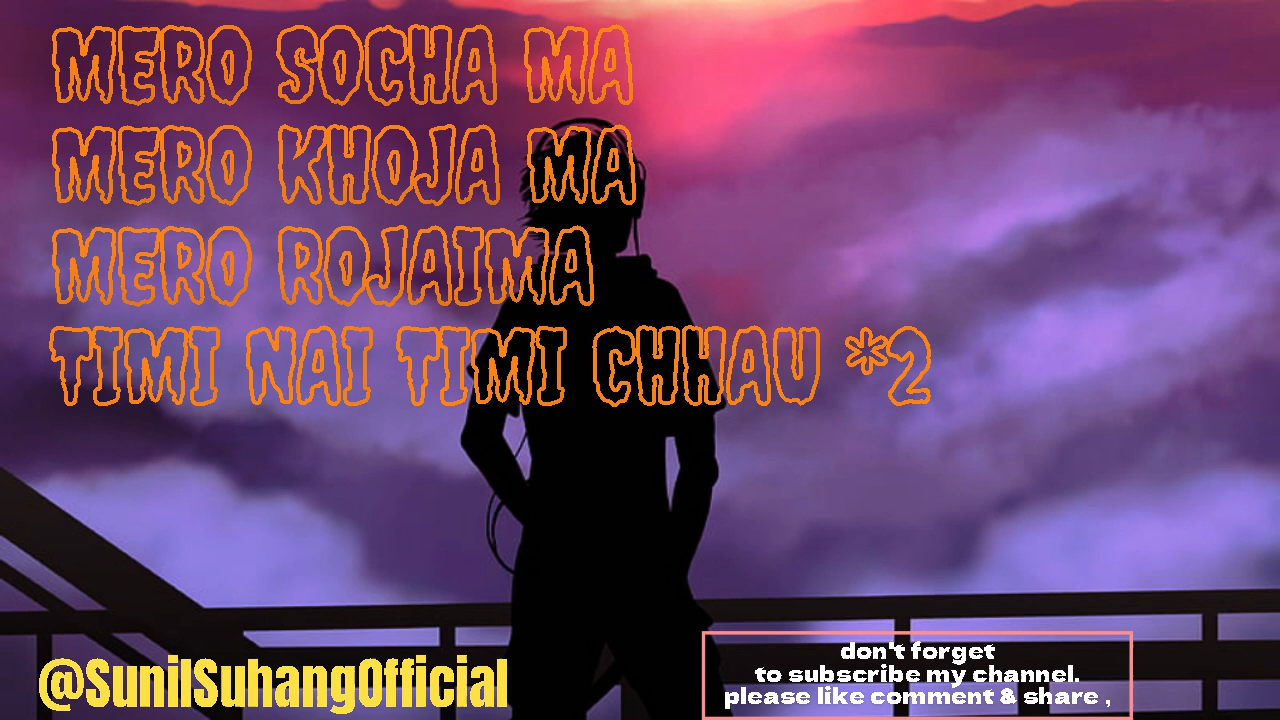 MERO SOCHA MA
MERO KHOJA MA
MERO ROJAIMA
TIMI NAI TIMI CHHAU *2
@SunilSuhangOfficial
don't forget
to subscribe my channel.
please like comment & share ,